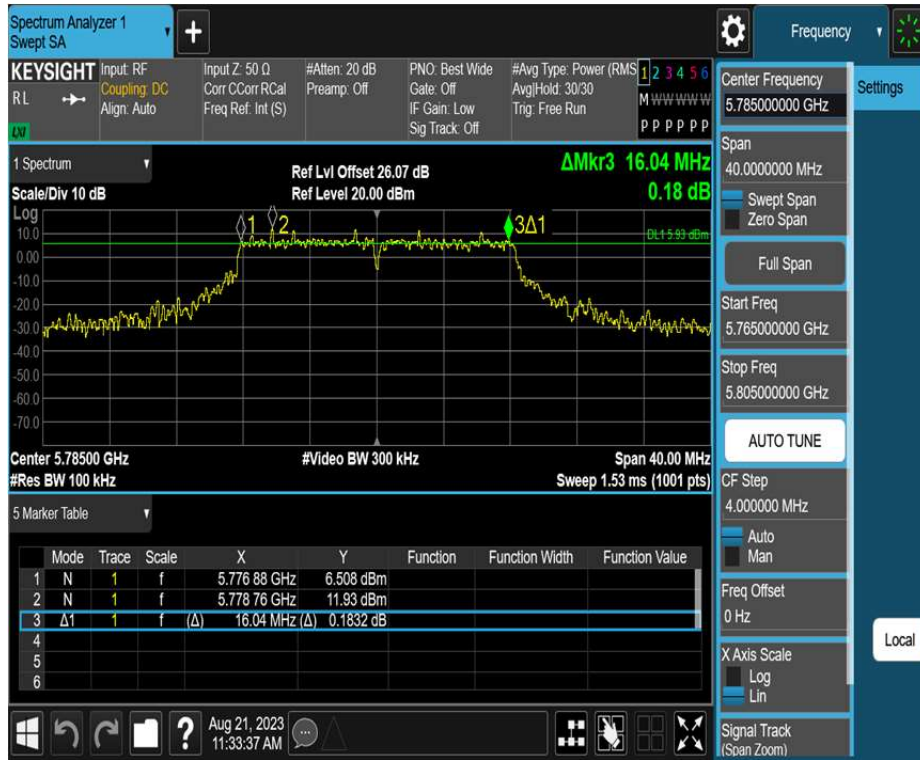 Spectrum Analyzer 1
Swept SA
+
Frequency
KEYSIGHT
RL
LXI
Input: RF
Coupling: DC
Align: Auto
Input Z: 50 Ω
Corr CCorr RCal
Freq Ref: Int (S)
#Atten: 20 dB
Preamp: Off
PNO: Best Wide
Gate: Off
IF Gain: Low
Sig Track: Off
#Avg Type: Power (RMS
Avg|Hold: 30/30
Trig: Free Run
1 2 3 4 5 6
M W W W W W
P P P P P P
Center Frequency
5.785000000 GHz
Settings
Span
40.0000000 MHz
Swept Span
Zero Span
Full Span
Start Freq
5.765000000 GHz
Stop Freq
5.805000000 GHz
AUTO TUNE
CF Step
4.000000 MHz
Auto
Man
Freq Offset
0 Hz
X Axis Scale
Log
Lin
Signal Track
(Span Zoom)
Local
1 Spectrum
Scale/Div 10 dB
Ref Lvl Offset 26.07 dB
Ref Level 20.00 dBm
ΔMkr3 16.04 MHz
0.18 dB
Log
10.0
0.00
-10.0
-20.0
-30.0
-40.0
-50.0
-60.0
-70.0
1
2
3Δ1
DL1 5.93 dBm
Center 5.78500 GHz
#Video BW 300 kHz
Span 40.00 MHz
#Res BW 100 kHz
Sweep 1.53 ms (1001 pts)
5 Marker Table
Mode Trace Scale X Y Function Function Width Function Value
1 N 1 f 5.776 88 GHz 6.508 dBm
2 N 1 f 5.778 76 GHz 11.93 dBm
3 Δ1 1 f (Δ) 16.04 MHz (Δ) 0.1832 dB
4
5
6
?
Aug 21, 2023
11:33:37 AM